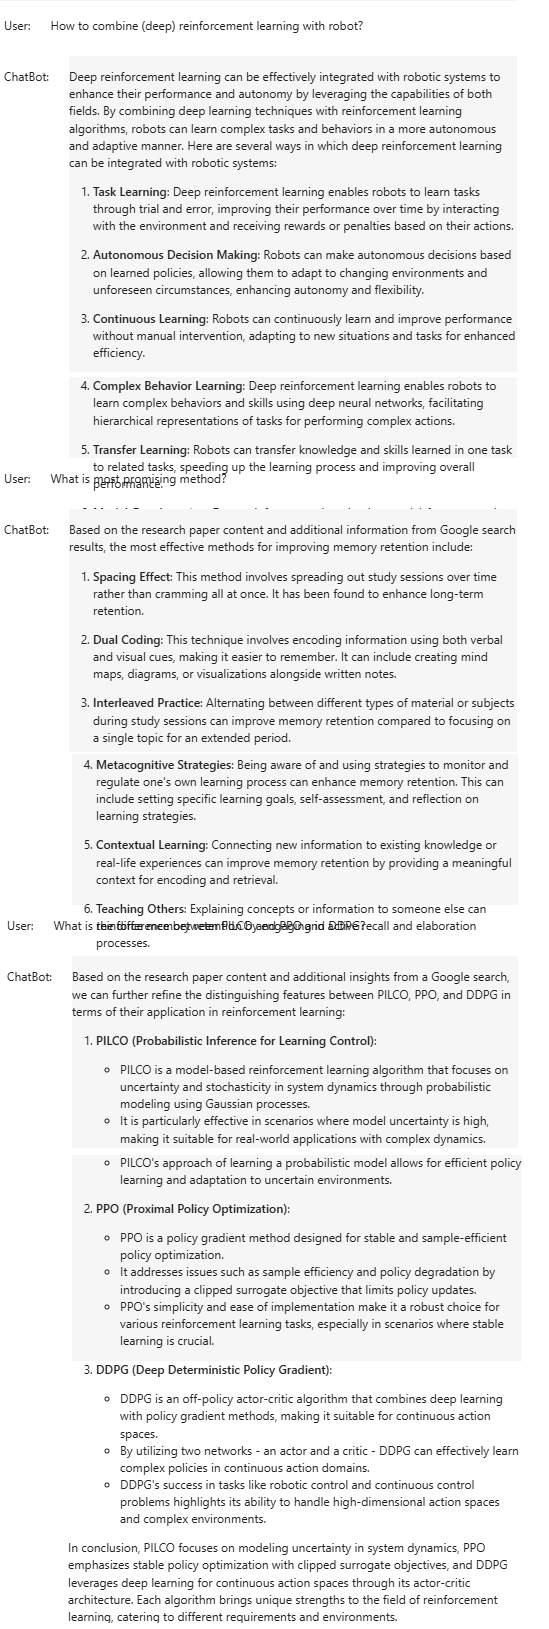 User: How to combine (deep) reinforcement learning with robot?
ChatBot: Deep reinforcement learning can be effectively integrated with robotic systems to
enhance their performance and autonomy by leveraging the capabilities of both
fields. By combining deep learning techniques with reinforcement learning
algorithms, robots can learn complex tasks and behaviors in a more autonomous
and adaptive manner. Here are several ways in which deep reinforcement learning
can be integrated with robotic systems:
1. Task Learning: Deep reinforcement learning enables robots to learn tasks
through trial and error, improving their performance over time by interacting
with the environment and receiving rewards or penalties based on their actions.
2. Autonomous Decision Making: Robots can make autonomous decisions based
on learned policies, allowing them to adapt to changing environments and
unforeseen circumstances, enhancing autonomy and flexibility.
3. Continuous Learning: Robots can continuously learn and improve performance
without manual intervention, adapting to new situations and tasks for enhanced
efficiency.
4. Complex Behavior Learning: Deep reinforcement learning enables robots to
learn complex behaviors and skills using deep neural networks, facilitating
hierarchical representations of tasks for performing complex actions.
5. Transfer Learning: Robots can transfer knowledge and skills learned in one task
to related tasks, speeding up the learning process and improving overall
performance.
User: What is most promising method?
ChatBot: Based on the research paper content and additional information from Google search
results, the most effective methods for improving memory retention include:
1. Spacing Effect: This method involves spreading out study sessions over time
rather than cramming all at once. It has been found to enhance long-term
retention.
2. Dual Coding: This technique involves encoding information using both verbal
and visual cues, making it easier to remember. It can include creating mind
maps, diagrams, or visualizations alongside written notes.
3. Interleaved Practice: Alternating between different types of material or subjects
during study sessions can improve memory retention compared to focusing on
a single topic for an extended period.
4. Metacognitive Strategies: Being aware of and using strategies to monitor and
regulate one's own learning process can enhance memory retention. This can
include setting specific learning goals, self-assessment, and reflection on
learning strategies.
5. Contextual Learning: Connecting new information to existing knowledge or
real-life experiences can improve memory retention by providing a meaningful
context for encoding and retrieval.
6. Teaching Others: Explaining concepts or information to someone else can
User: What is the difference between PILCO and PPO and DDPG?
recall and elaboration
processes.
ChatBot: Based on the research paper content and additional insights from a Google search,
we can further refine the distinguishing features between PILCO, PPO, and DDPG in
terms of their application in reinforcement learning:
1. PILCO (Probabilistic Inference for Learning Control):
PILCO is a model-based reinforcement learning algorithm that focuses on
uncertainty and stochasticity in system dynamics through probabilistic
modeling using Gaussian processes.
It is particularly effective in scenarios where model uncertainty is high,
making it suitable for real-world applications with complex dynamics.
PILCO's approach of learning a probabilistic model allows for efficient policy
learning and adaptation to uncertain environments.
2. PPO (Proximal Policy Optimization):
PPO is a policy gradient method designed for stable and sample-efficient
policy optimization.
It addresses issues such as sample efficiency and policy degradation by
introducing a clipped surrogate objective that limits policy updates.
PPO's simplicity and ease of implementation make it a robust choice for
various reinforcement learning tasks, especially in scenarios where stable
learning is crucial.
3. DDPG (Deep Deterministic Policy Gradient):
DDPG is an off-policy actor-critic algorithm that combines deep learning
with policy gradient methods, making it suitable for continuous action
spaces.
By utilizing two networks - an actor and a critic - DDPG can effectively learn
complex policies in continuous action domains.
DDPG's success in tasks like robotic control and continuous control
problems highlights its ability to handle high-dimensional action spaces
and complex environments.
In conclusion, PILCO focuses on modeling uncertainty in system dynamics, PPO
emphasizes stable policy optimization with clipped surrogate objectives, and DDPG
leverages deep learning for continuous action spaces through its actor-critic
architecture. Each algorithm brings unique strengths to the field of reinforcement
learning, catering to different requirements and environments.